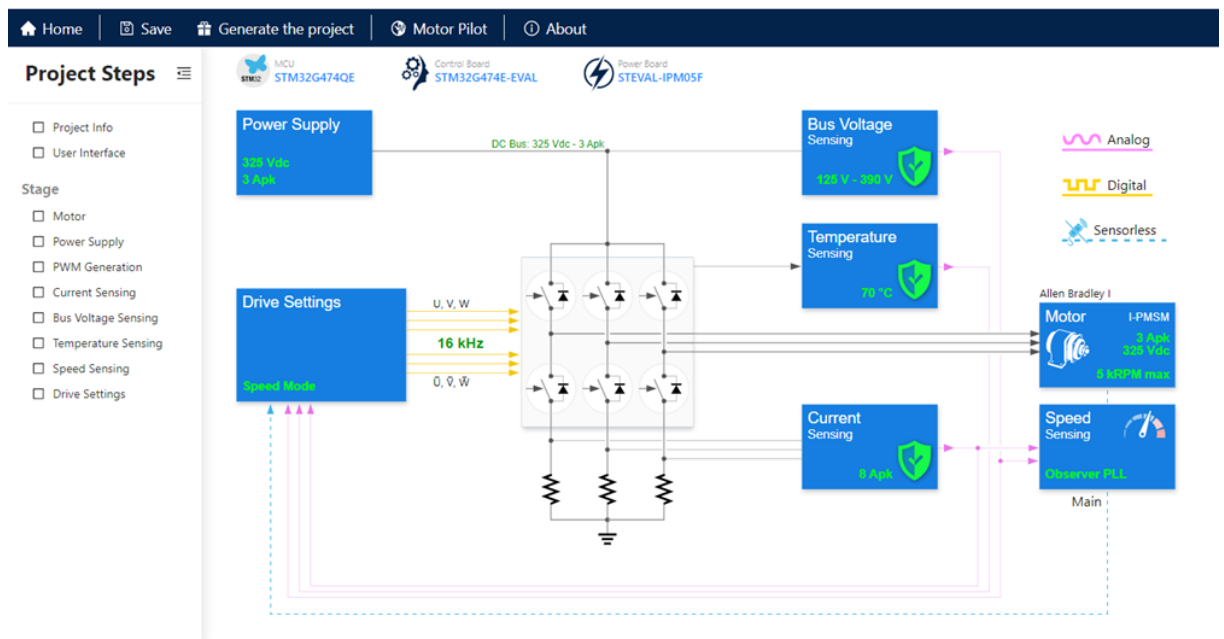 Home
Save
Generate the project
Motor Pilot
About
Project Steps
Project Info
User Interface
Stage
Motor
Power Supply
PWM Generation
Current Sensing
Bus Voltage Sensing
Temperature Sensing
Speed Sensing
Drive Settings
STM32
MCU
STM32G474QE
Control Board
STM32G474E-EVAL
Power Board
STEVAL-IPM05F
Power Supply
325 Vdc
3 Apk
DC Bus: 325 Vdc - 3 Apk
Bus Voltage
Sensing
125 V - 390 V
Analog
Digital
Sensorless
Temperature
Sensing
70 °C
Drive Settings
Speed Mode
U, V, W
16 kHz
U̅, V̅, W̅
Allen Bradley I
Motor
I-PMSM
3 Apk
325 Vdc
5 kRPM max
Current
Sensing
8 Apk
Speed
Sensing
Observer PLL
Main